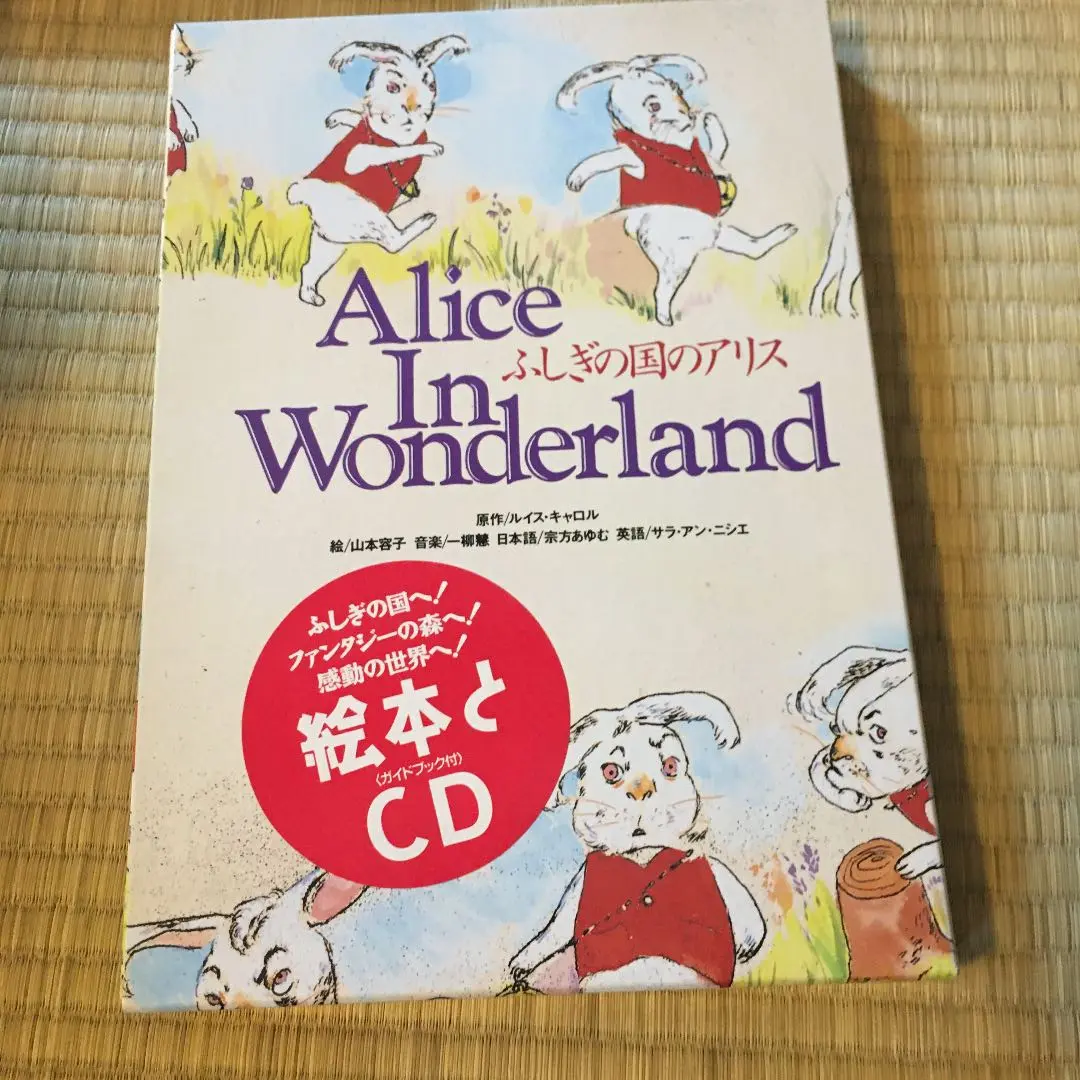 Alice
In
ふしぎの国のアリス
Wonderland
原作/ルイス・キャロル
絵/山本容子 音楽/一柳慧 日本語/宗方あゆむ 英語/サラ・アン・ニシエ
ふしぎの国へ!
ファンタジーの森へ!
感動の世界へ!
絵本と
〈ガイドブック付〉
CD